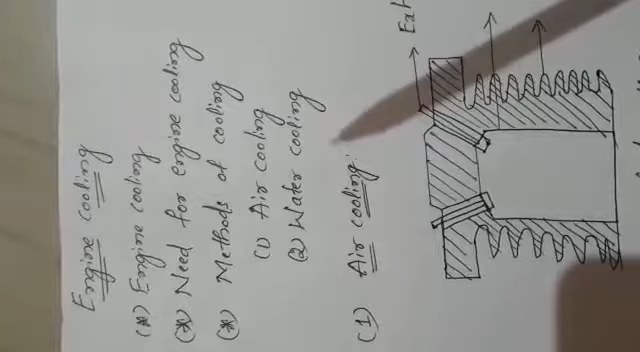 Engine cooling
(*) Engine cooling
(*) Need for engine cooling
(*) Methods of cooling
(1) Air cooling
(2) Water cooling
(1) Air cooling:
Exh